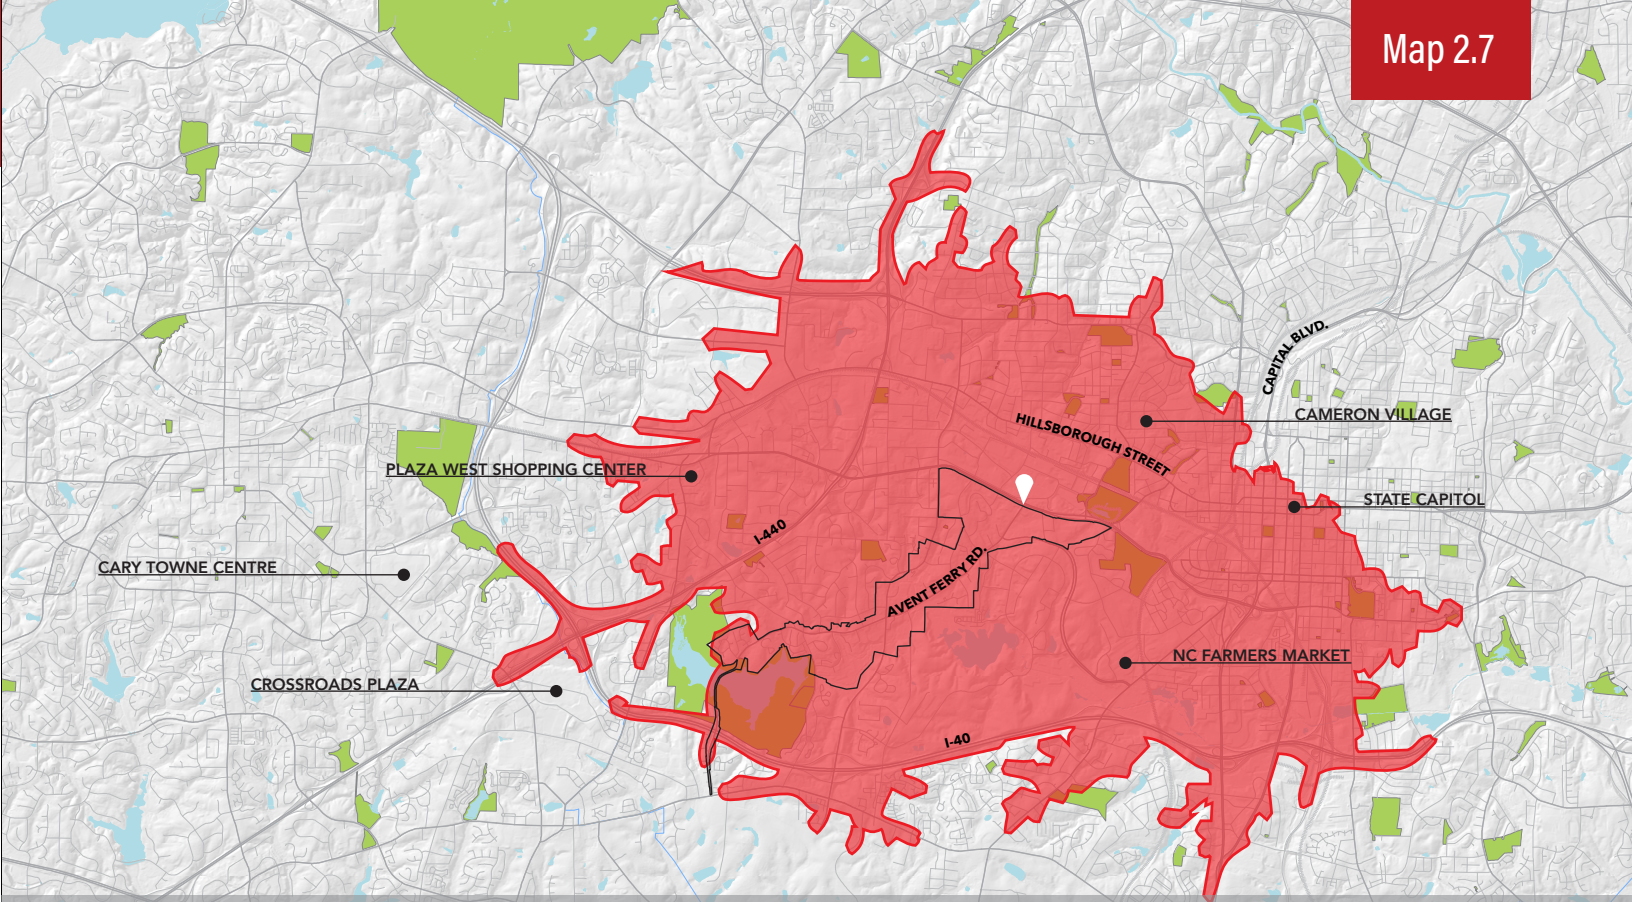 Map 2.7
CAPITAL BLVD.
CAMERON VILLAGE
HILLSBOROUGH STREET
PLAZA WEST SHOPPING CENTER
STATE CAPITOL
I-440
CARY TOWNE CENTRE
AVENT FERRY RD.
NC FARMERS MARKET
CROSSROADS PLAZA
I-40